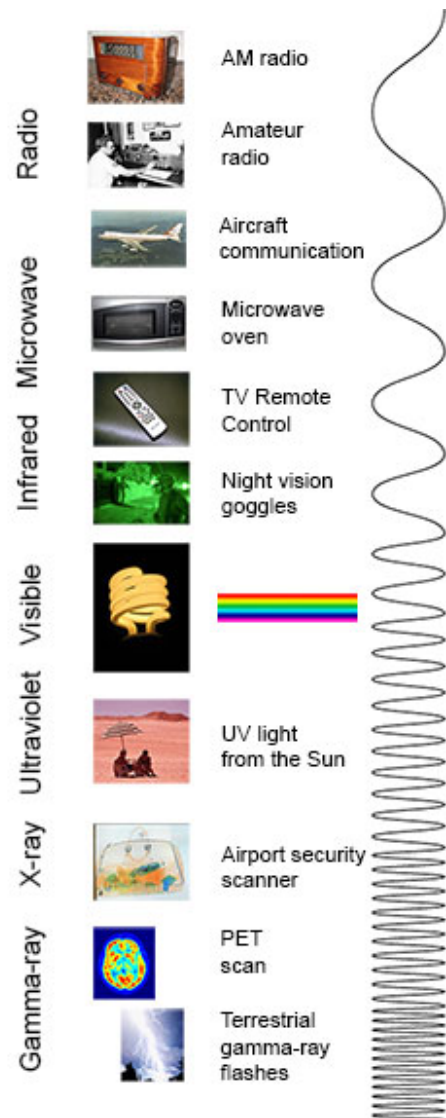 Radio
AM radio
Amateur
radio
Aircraft
communication
Microwave
Microwave
oven
Infrared
TV Remote
Control
Night vision
goggles
Visible
Ultraviolet
UV light
from the Sun
X-ray
Airport security
scanner
Gamma-ray
PET
scan
Terrestrial
gamma-ray
flashes